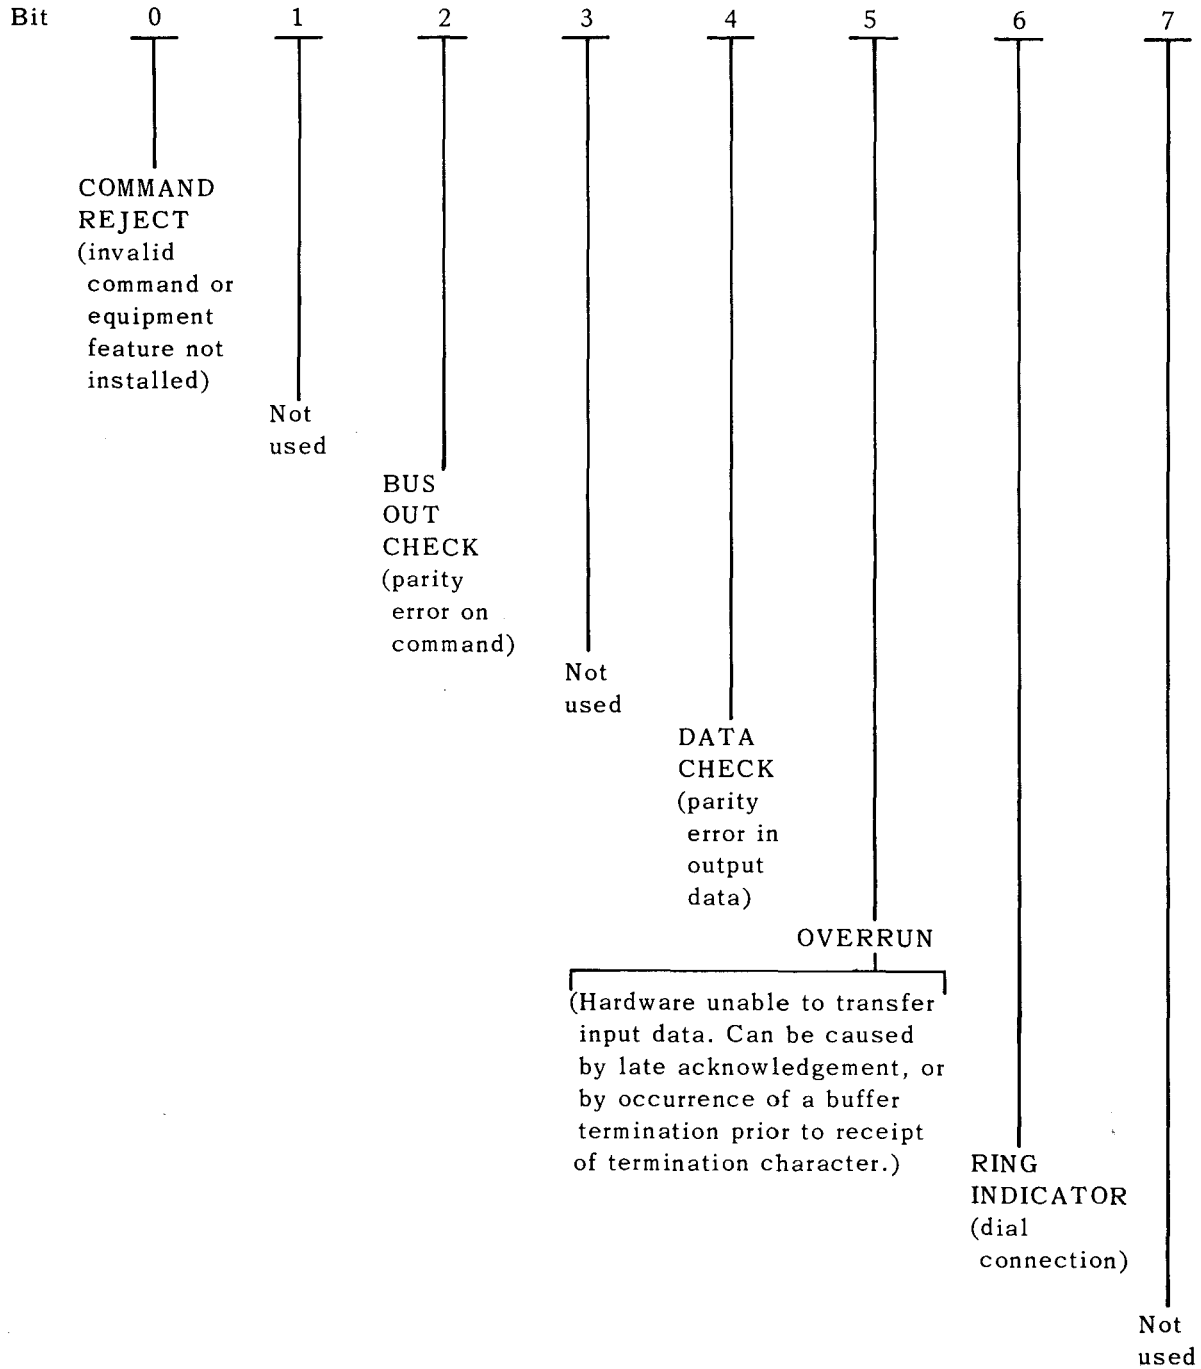 Bit 0 1 2 3 4 5 6 7
COMMAND
REJECT
(invalid
command or
equipment
feature not
installed)
Not
used
BUS
OUT
CHECK
(parity
error on
command)
Not
used
DATA
CHECK
(parity
error in
output
data)
OVERRUN
(Hardware unable to transfer
input data. Can be caused
by late acknowledgement, or
by occurrence of a buffer
termination prior to receipt
of termination character.)
RING
INDICATOR
(dial
connection)
Not
used